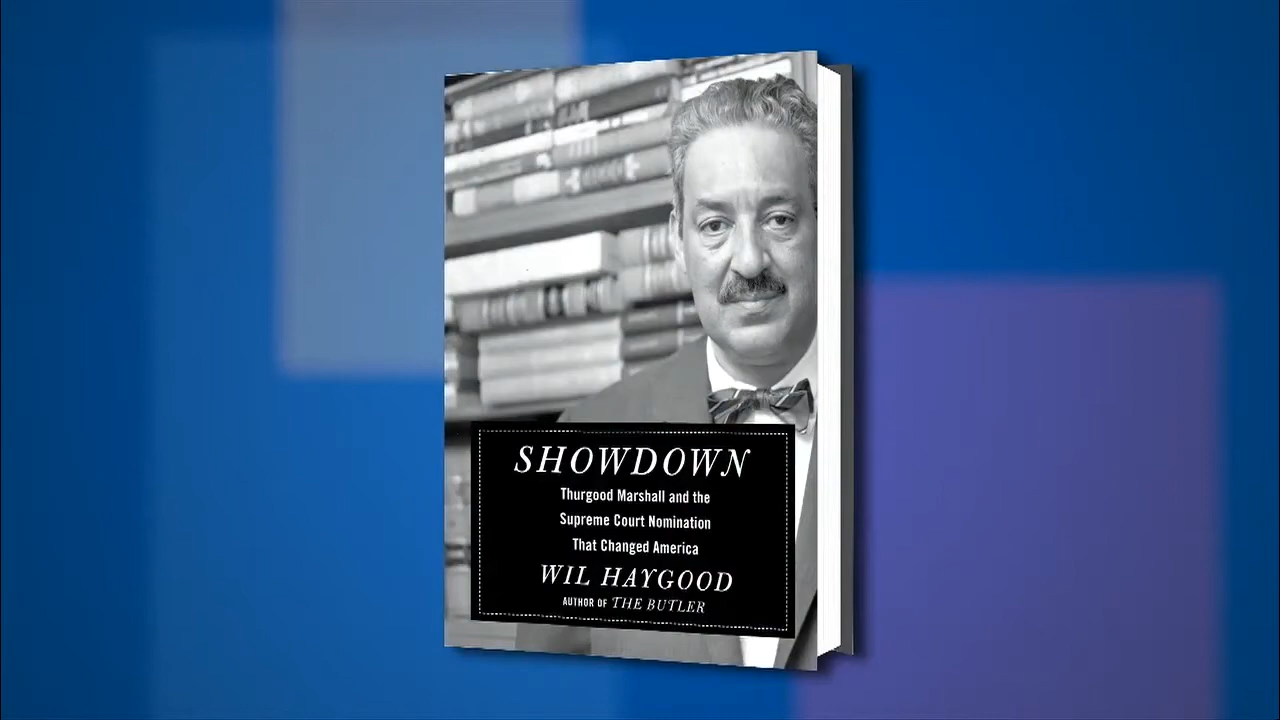 SHOWDOWN
Thurgood Marshall and the
Supreme Court Nomination
That Changed America
WIL HAYGOOD
AUTHOR OF THE BUTLER